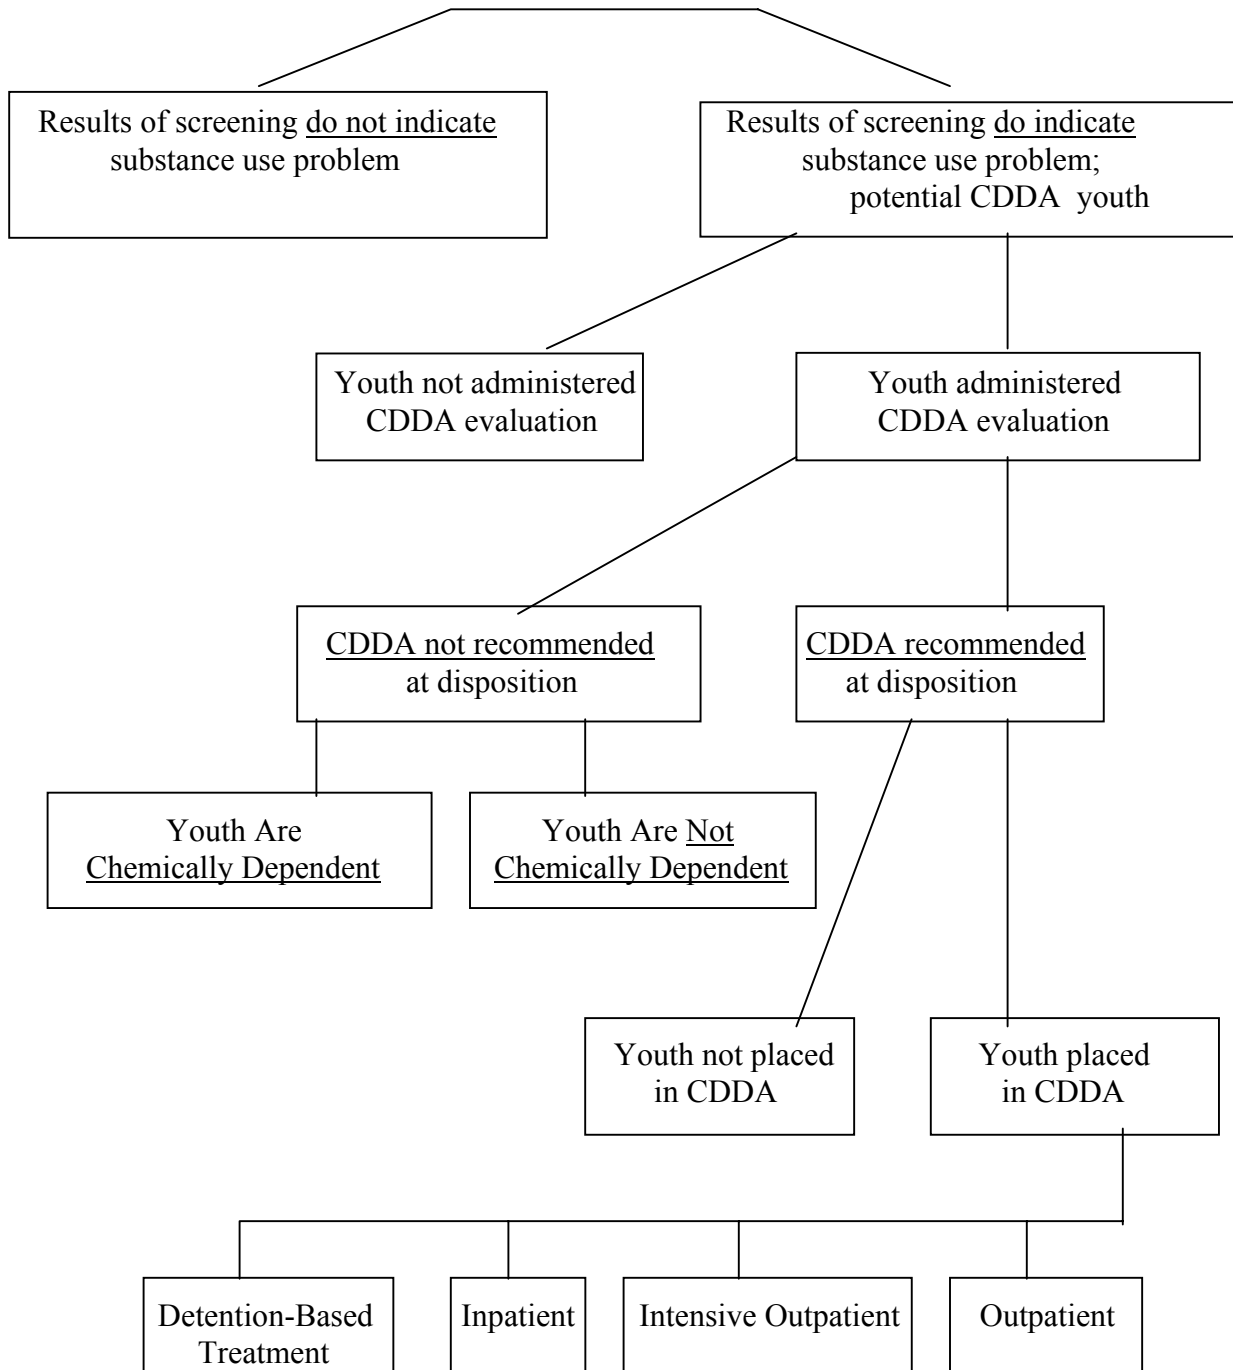 Results of screening do not indicate
substance use problem
Results of screening do indicate
substance use problem;
potential CDDA youth
Youth not administered
CDDA evaluation
Youth administered
CDDA evaluation
CDDA not recommended
at disposition
CDDA recommended
at disposition
Youth Are
Chemically Dependent
Youth Are Not
Chemically Dependent
Youth not placed
in CDDA
Youth placed
in CDDA
Detention-Based
Treatment
Inpatient
Intensive Outpatient
Outpatient